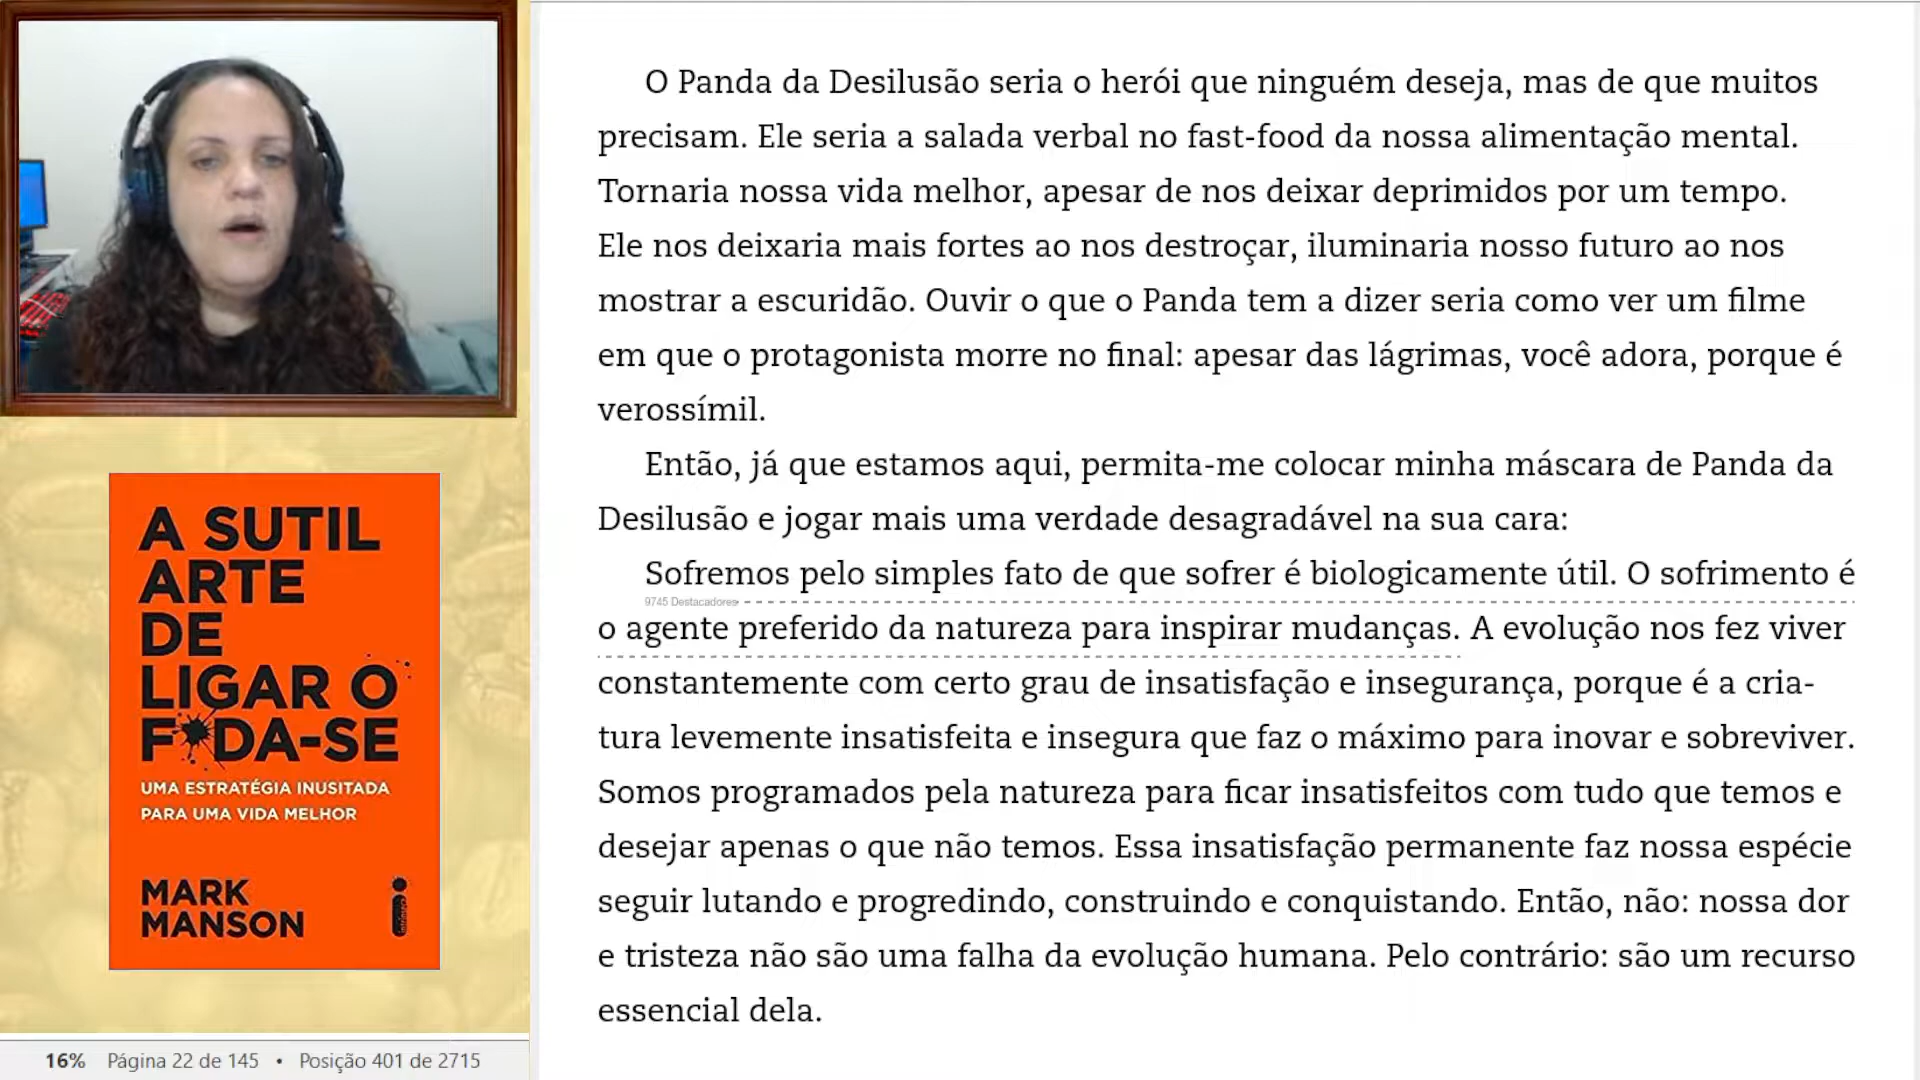 O Panda da Desilusão seria o herói que ninguém deseja, mas de que muitos
precisam. Ele seria a salada verbal no fast-food da nossa alimentação mental.
Tornaria nossa vida melhor, apesar de nos deixar deprimidos por um tempo.
Ele nos deixaria mais fortes ao nos destroçar, iluminaria nosso futuro ao nos
mostrar a escuridão. Ouvir o que o Panda tem a dizer seria como ver um filme
em que o protagonista morre no final: apesar das lágrimas, você adora, porque é
verossímil.
Então, já que estamos aqui, permita-me colocar minha máscara de Panda da
Desilusão e jogar mais uma verdade desagradável na sua cara:
Sofremos pelo simples fato de que sofrer é biologicamente útil. O sofrimento é
9745 Destacadores
o agente preferido da natureza para inspirar mudanças. A evolução nos fez viver
constantemente com certo grau de insatisfação e insegurança, porque é a cria-
tura levemente insatisfeita e insegura que faz o máximo para inovar e sobreviver.
Somos programados pela natureza para ficar insatisfeitos com tudo que temos e
desejar apenas o que não temos. Essa insatisfação permanente faz nossa espécie
seguir lutando e progredindo, construindo e conquistando. Então, não: nossa dor
e tristeza não são uma falha da evolução humana. Pelo contrário: são um recurso
essencial dela.
A SUTIL
ARTE
DE
LIGAR O
F*DA-SE
UMA ESTRATÉGIA INUSITADA
PARA UMA VIDA MELHOR
MARK
MANSON
16% Página 22 de 145 • Posição 401 de 2715